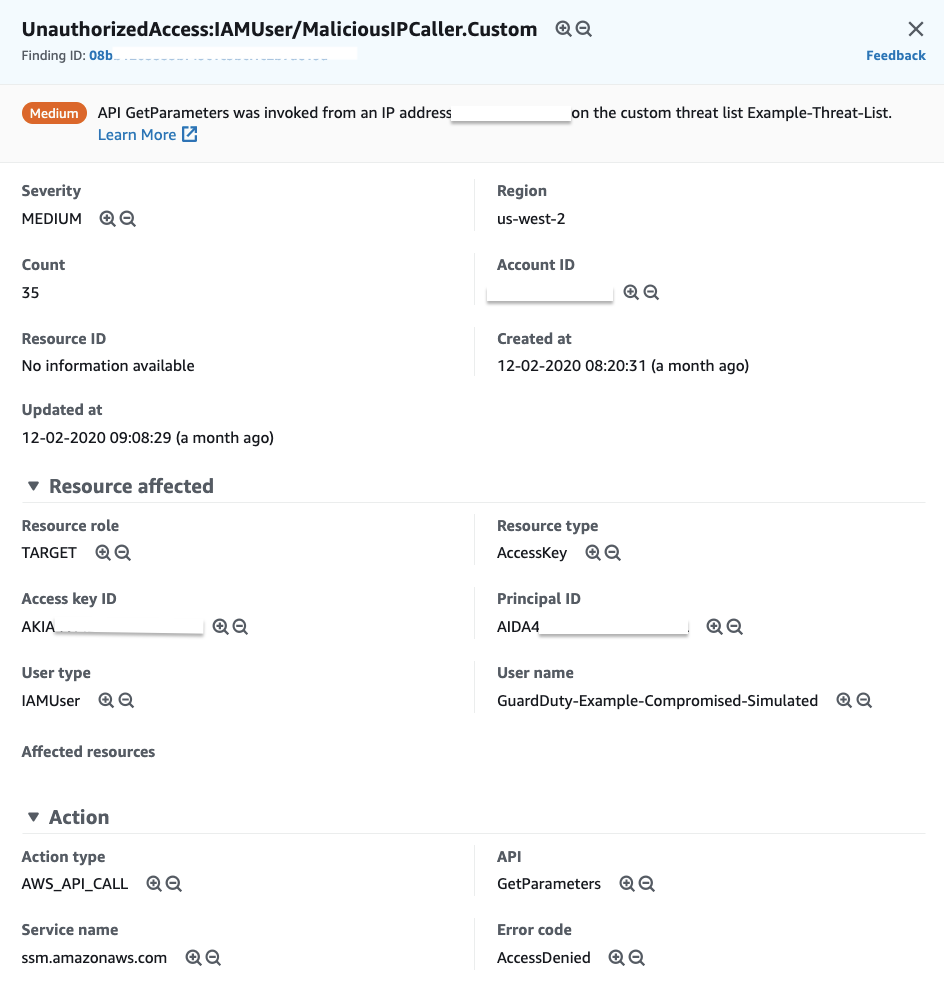 UnauthorizedAccess:IAMUser/MaliciousIPCaller.Custom
Finding ID: 08b
Feedback
Medium API GetParameters was invoked from an IP address on the custom threat list Example-Threat-List.
Learn More
Severity Region
MEDIUM us-west-2
Count Account ID
35
Resource ID Created at
No information available 12-02-2020 08:20:31 (a month ago)
Updated at
12-02-2020 09:08:29 (a month ago)
Resource affected
Resource role Resource type
TARGET AccessKey
Access key ID Principal ID
AKIA AIDA4
User type User name
IAMUser GuardDuty-Example-Compromised-Simulated
Affected resources
Action
Action type API
AWS_API_CALL GetParameters
Service name Error code
ssm.amazonaws.com AccessDenied